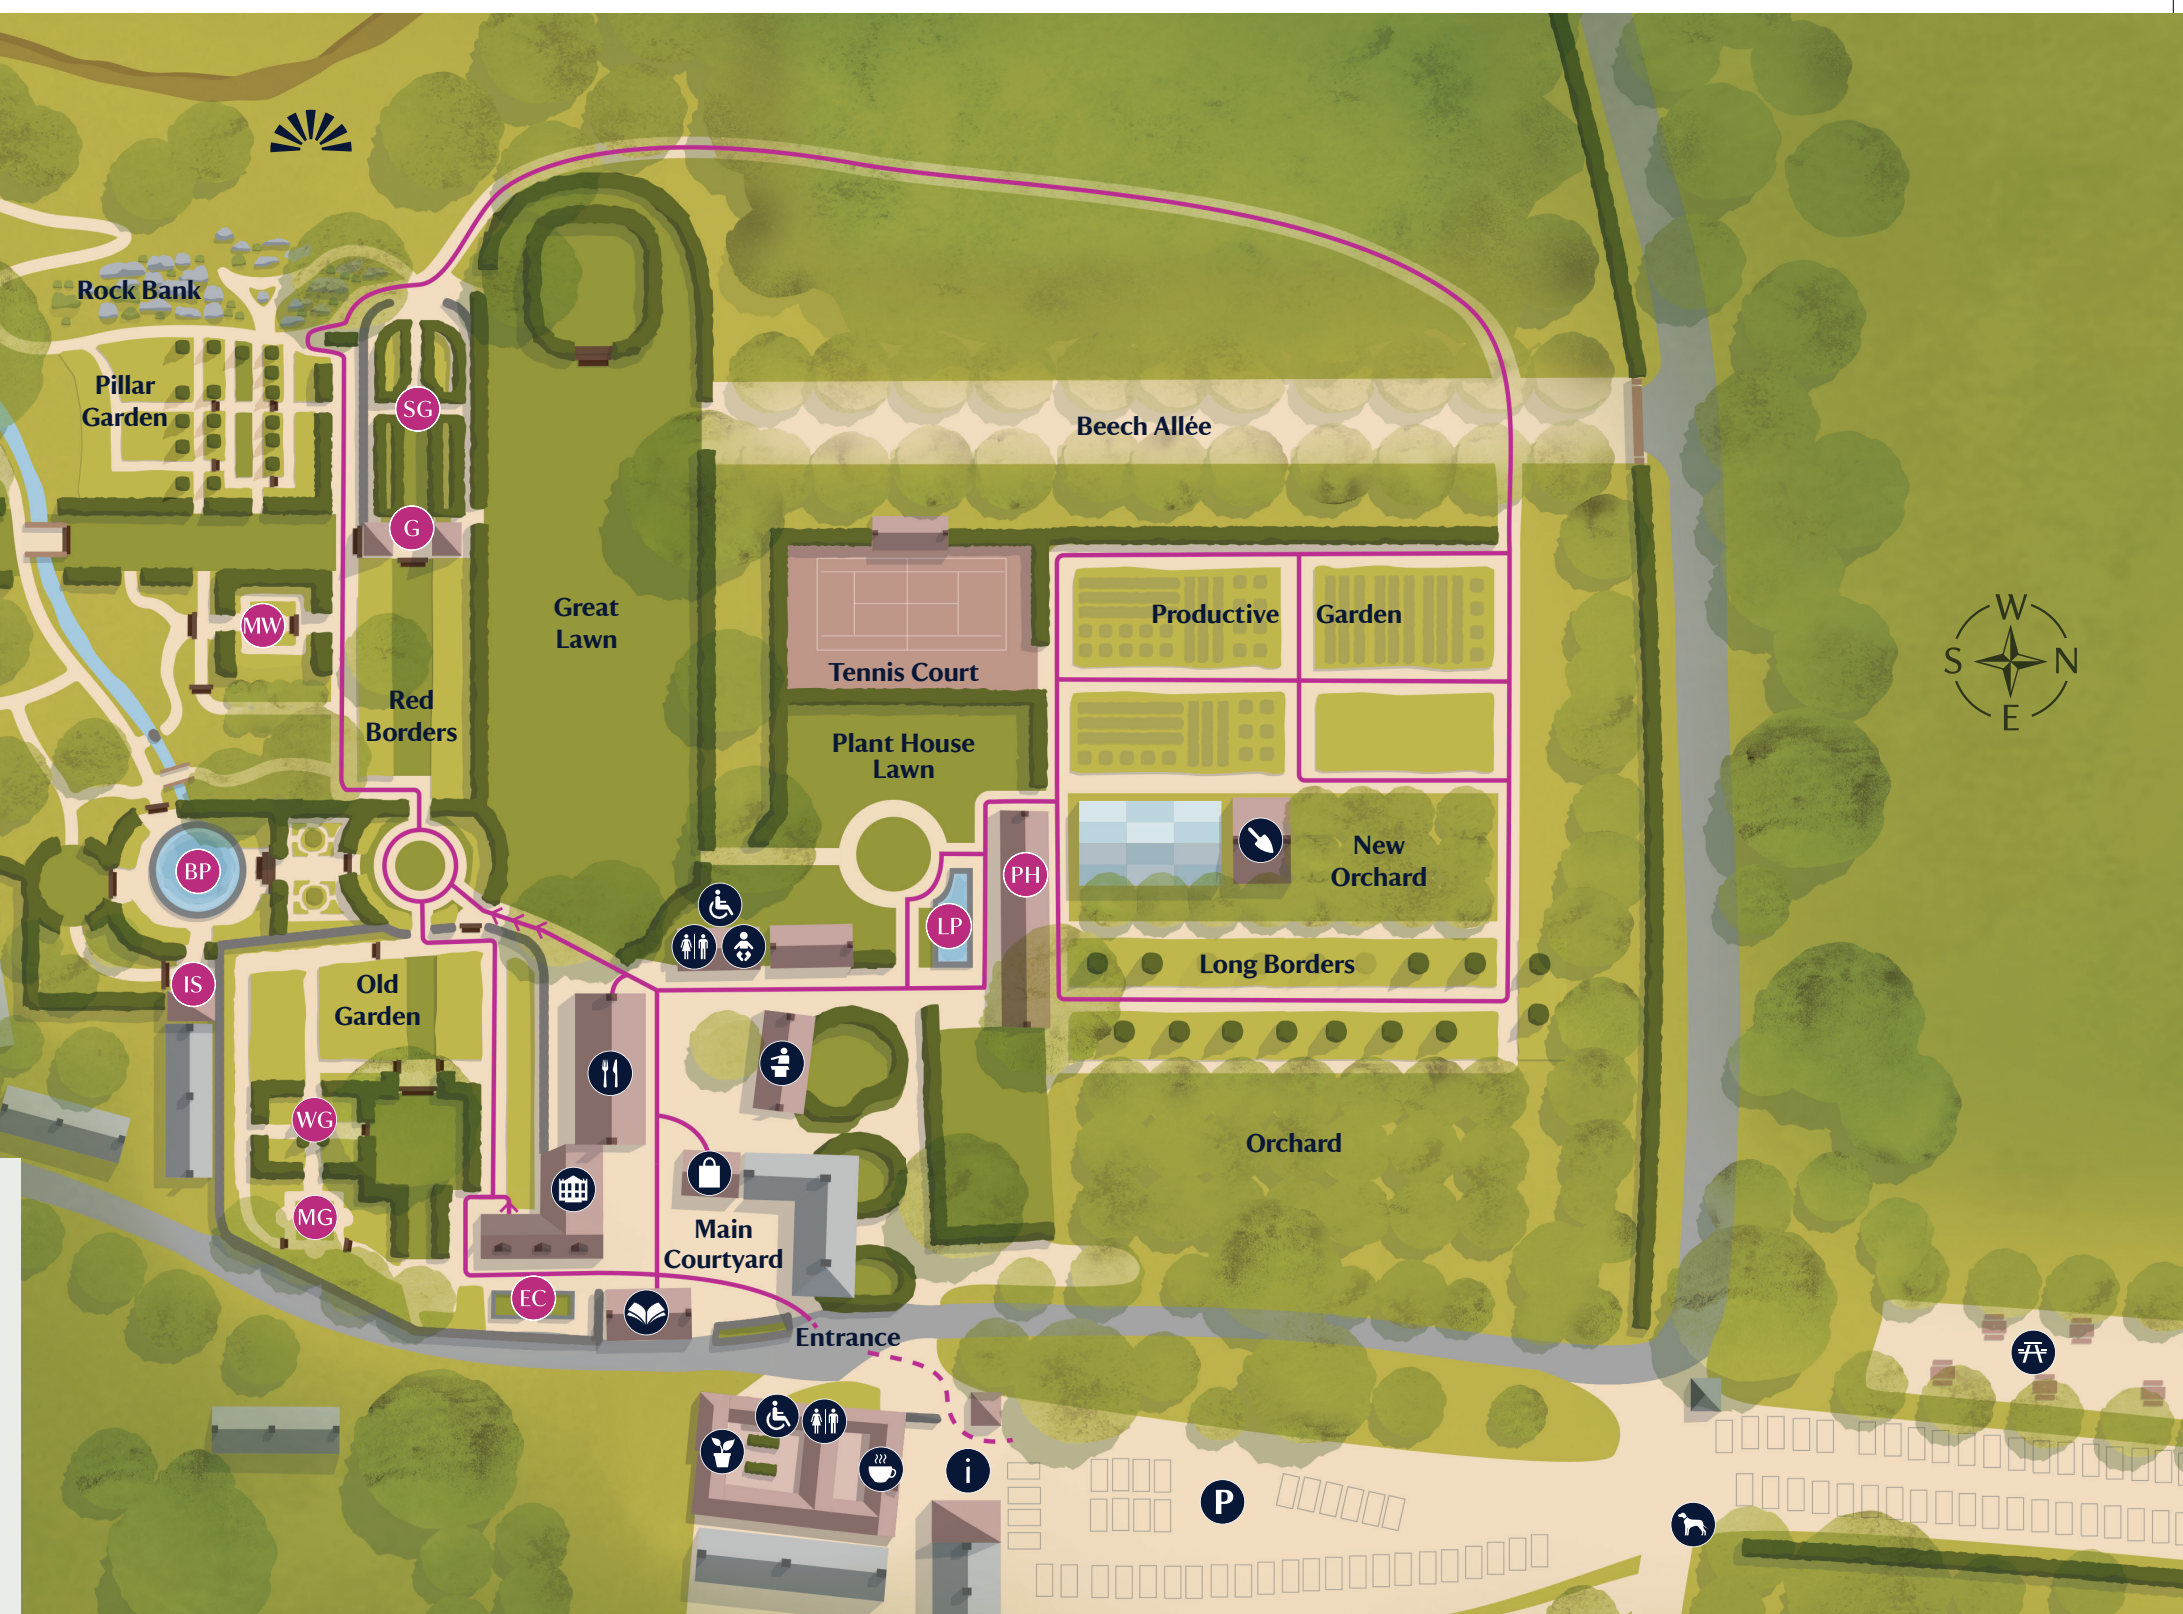 Rock Bank
Pillar
Garden
SG
Beech Allée
G
MW
Great
Lawn
Productive Garden
Tennis Court
W
S N
E
Red
Borders
Plant House
Lawn
BP
PH
New
Orchard
LP
IS
Old
Garden
Long Borders
WG
Orchard
MG
Main
Courtyard
EC
Entrance
i
P